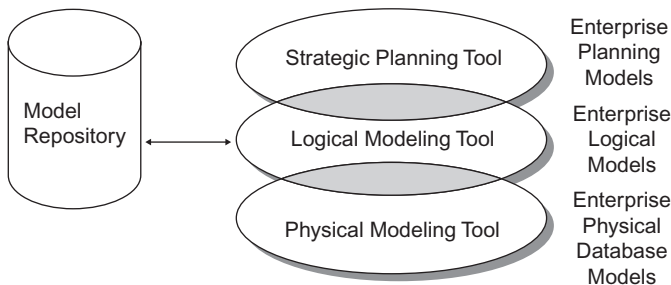 Model
Repository
Strategic Planning Tool
Logical Modeling Tool
Physical Modeling Tool
Enterprise
Planning
Models
Enterprise
Logical
Models
Enterprise
Physical
Database
Models